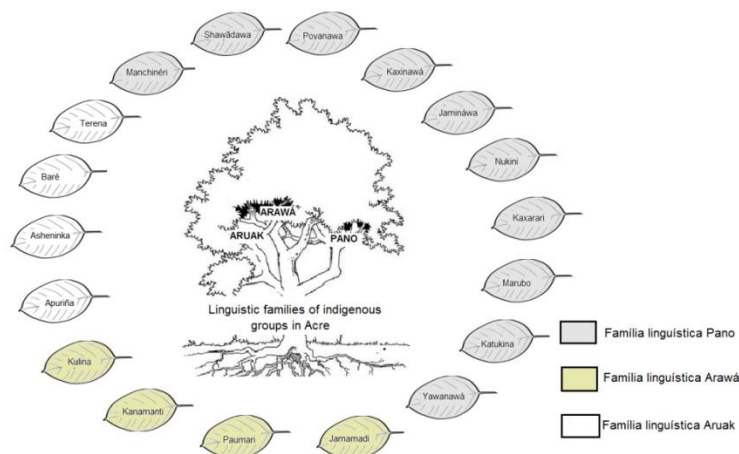 Shawãdawa
Poyanawa
Manchinéri
Kaxinawá
Terena
Jamináwa
Baré
Nukini
Asheninka
Kaxarari
Apuriña
Marubo
Kulina
Katukina
Kanamanti
Yawanawá
Paumari
Jamamadi
ARAWÁ
ARUAK
PANO
Linguistic families of indigenous
groups in Acre
Família linguística Pano
Família linguística Arawá
Família linguística Aruak